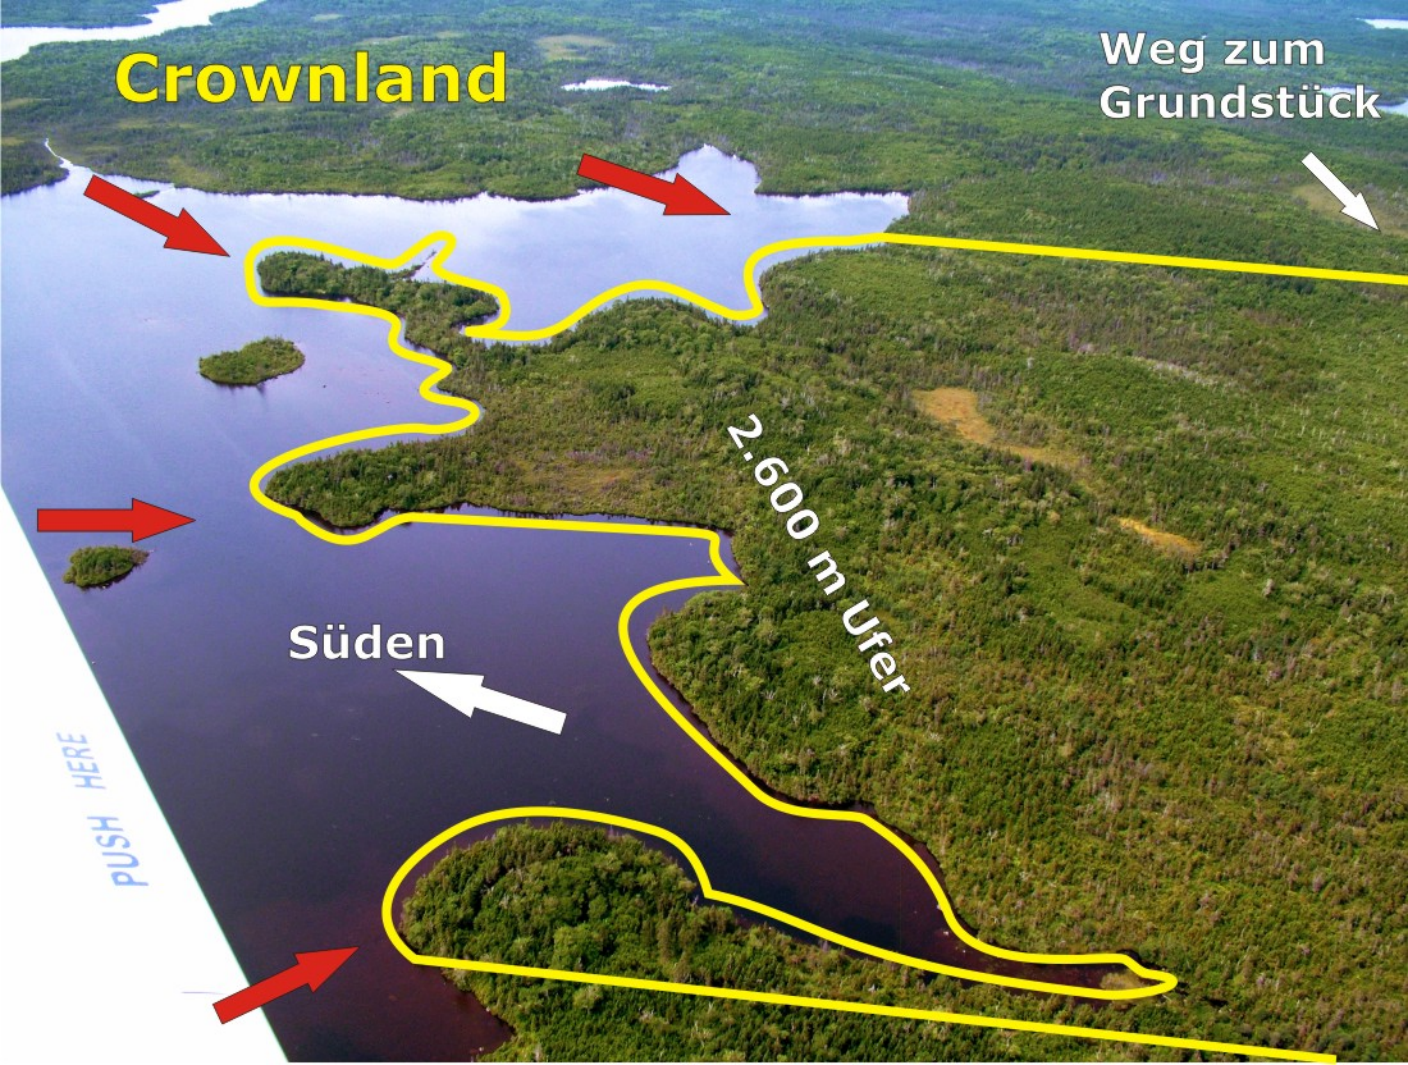 Crownland
Weg zum
Grundstück
2.600 m Ufer
Süden
PUSH HERE